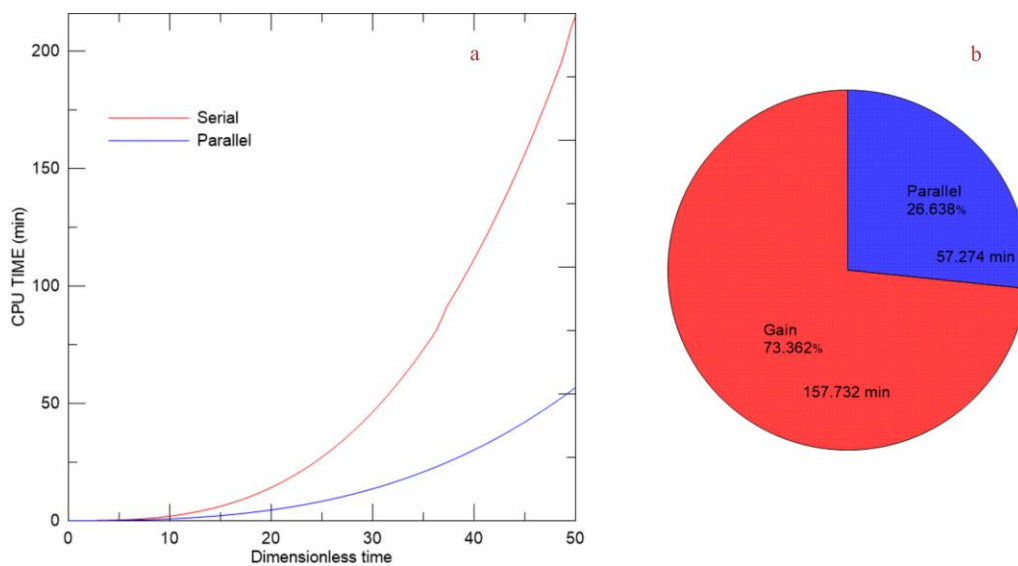 a
200
150
100
50
0
CPU TIME (min)
Serial
Parallel
0 10 20 30 40 50
Dimensionless time
b
Parallel
26.638%
57.274 min
Gain
73.362%
157.732 min